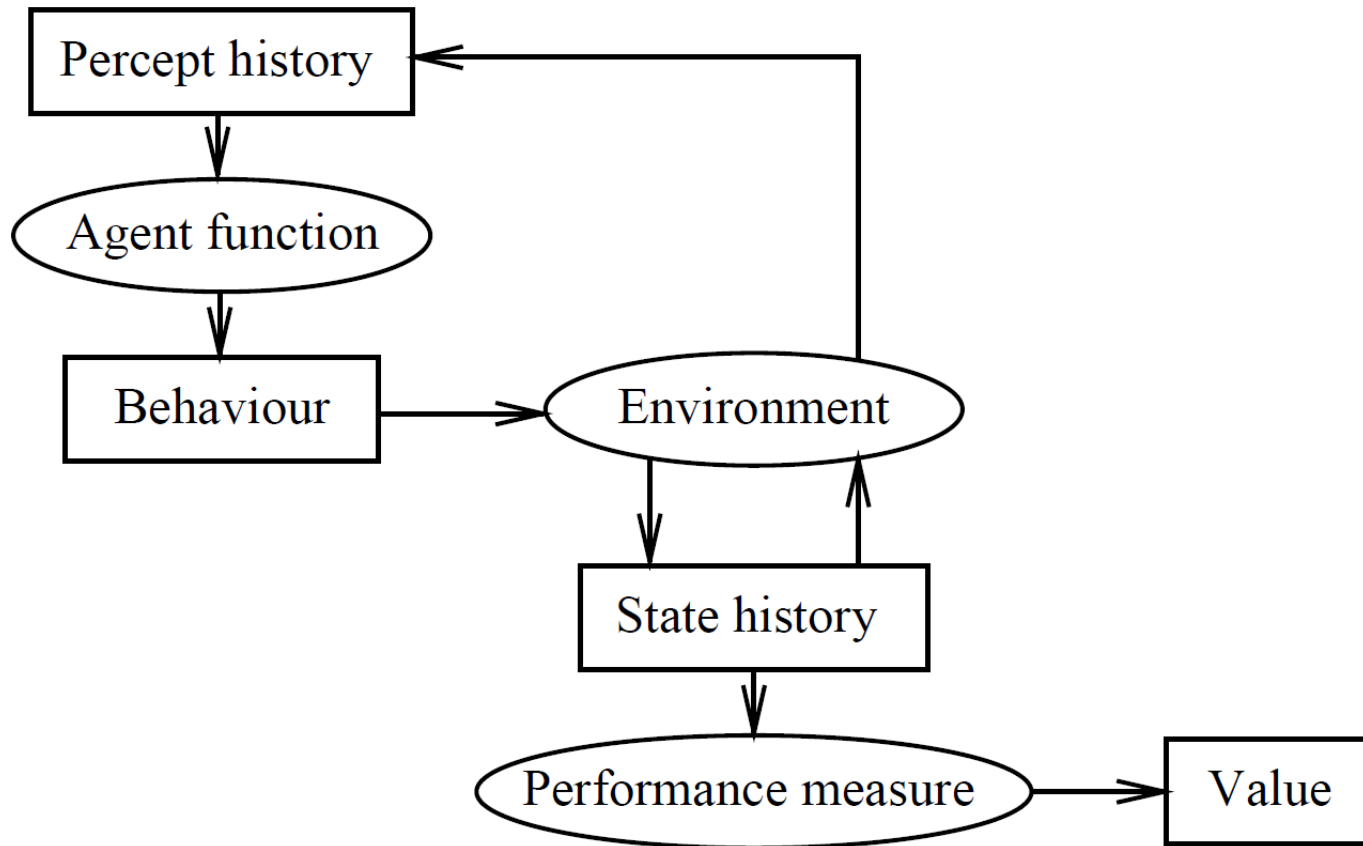 Percept history
Agent function
Behaviour
Environment
State history
Performance measure
Value